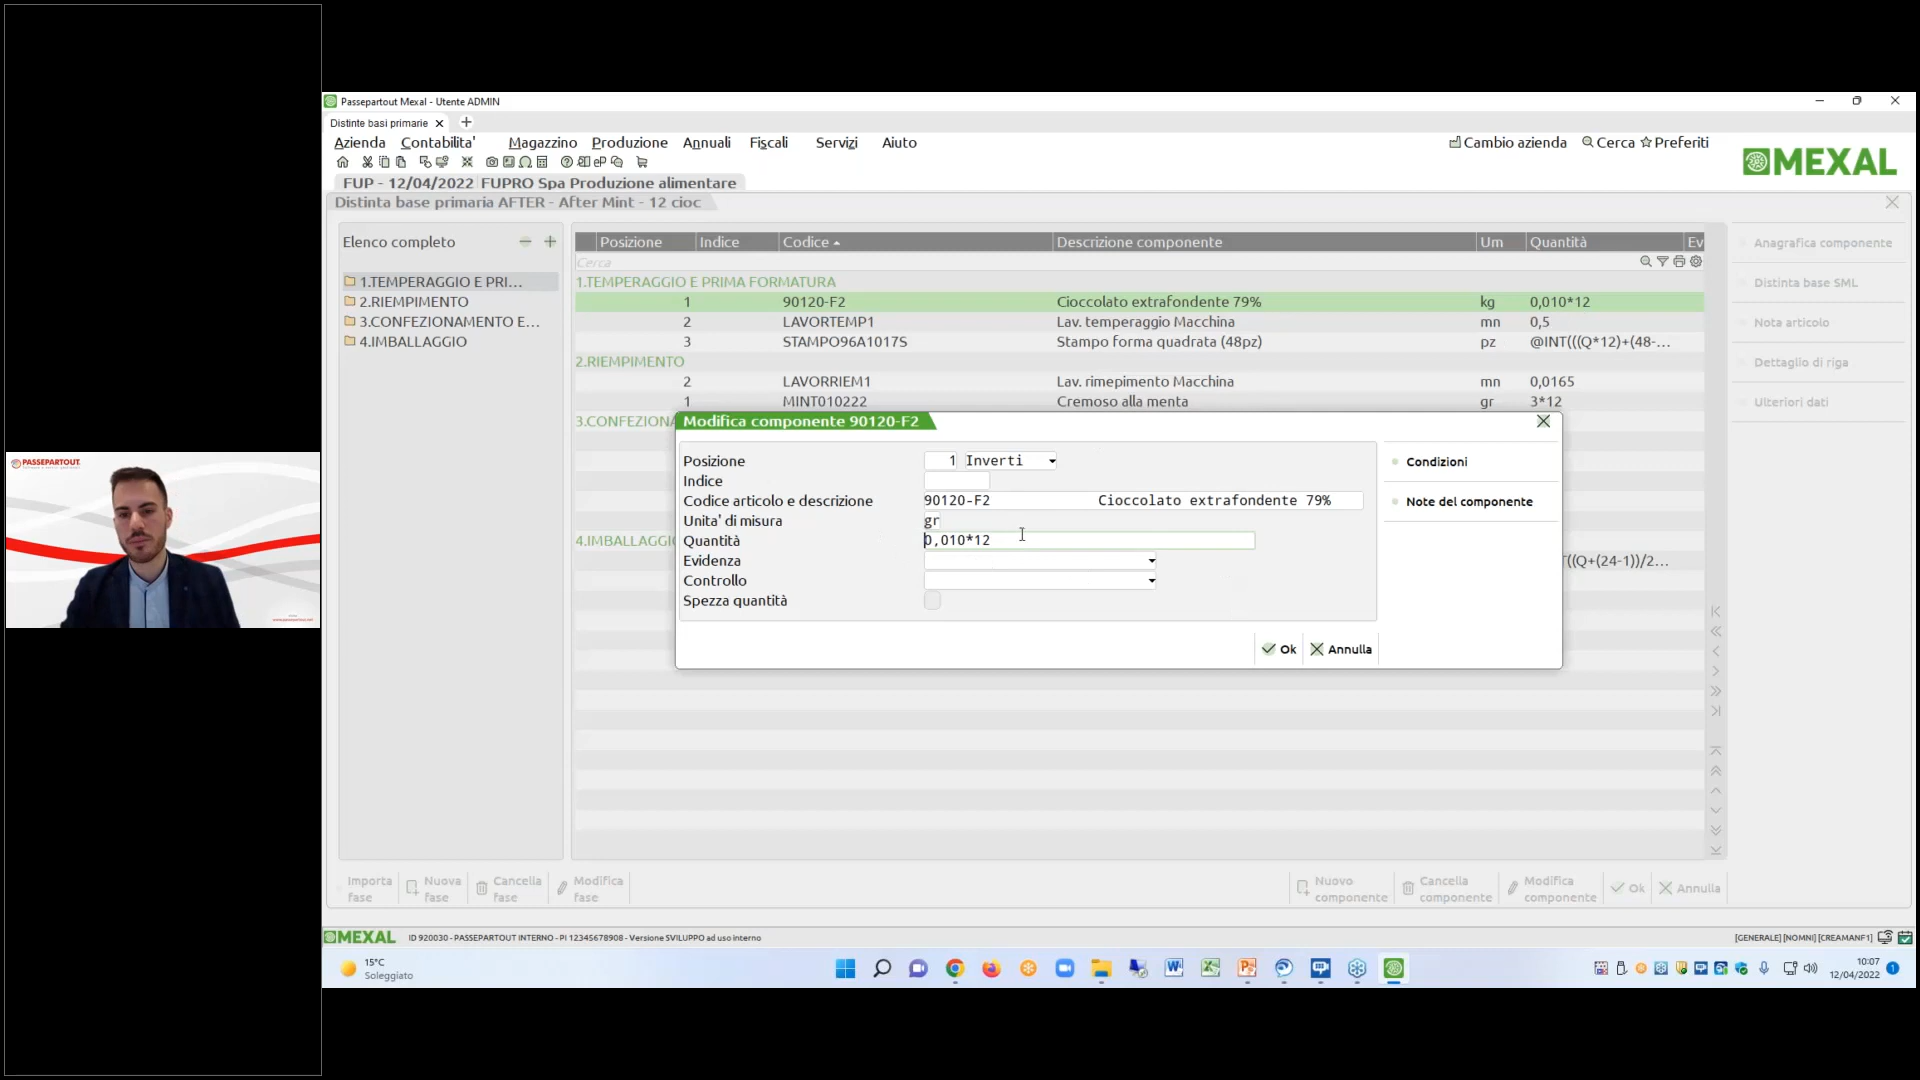 Passepartout Mexal - Utente ADMIN
Distinte basi primarie
Azienda Contabilita' Magazzino Produzione Annuali Fiscali Servizi Aiuto
Cambio azienda Cerca Preferiti
MEXAL
FUP - 12/04/2022 FUPRO Spa Produzione alimentare
Distinta base primaria AFTER - After Mint - 12 cioc
Elenco completo
1.TEMPERAGGIO E PRI...
2.RIEMPIMENTO
3.CONFEZIONAMENTO E...
4.IMBALLAGGIO
Posizione Indice Codice Descrizione componente Um Quantità Ev
Cerca
1.TEMPERAGGIO E PRIMA FORMATURA
1 90120-F2 Cioccolato extrafondente 79% kg 0,010*12
2 LAVORTEMP1 Lav. temperaggio Macchina mn 0,5
3 STAMPO96A1017S Stampo forma quadrata (48pz) pz @INT(((Q*12)+(48-...
2.RIEMPIMENTO
2 LAVORRIEM1 Lav. rimepimento Macchina mn 0,0165
1 MINT010222 Cremoso alla menta gr 3*12
3.CONFEZIONA
4.IMBALLAGGI
((Q+(24-1))/2...
Modifica componente 90120-F2
Posizione 1 Inverti
Indice
Codice articolo e descrizione 90120-F2 Cioccolato extrafondente 79%
Unita' di misura gr
Quantità 0,010*12
Evidenza
Controllo
Spezza quantità
Condizioni
Note del componente
Ok Annulla
Anagrafica componente
Distinta base SML
Nota articolo
Dettaglio di riga
Ulteriori dati
Importa fase
Nuova fase
Cancella fase
Modifica fase
Nuovo componente
Cancella componente
Modifica componente
Ok Annulla
MEXAL ID 920030 - PASSEPARTOUT INTERNO - PI 12345678908 - Versione SVILUPPO ad uso interno
[GENERALE] [NOMNI] [CREAMANF1]
15°C
Soleggiato
10:07
12/04/2022
1
PASSEPARTOUT